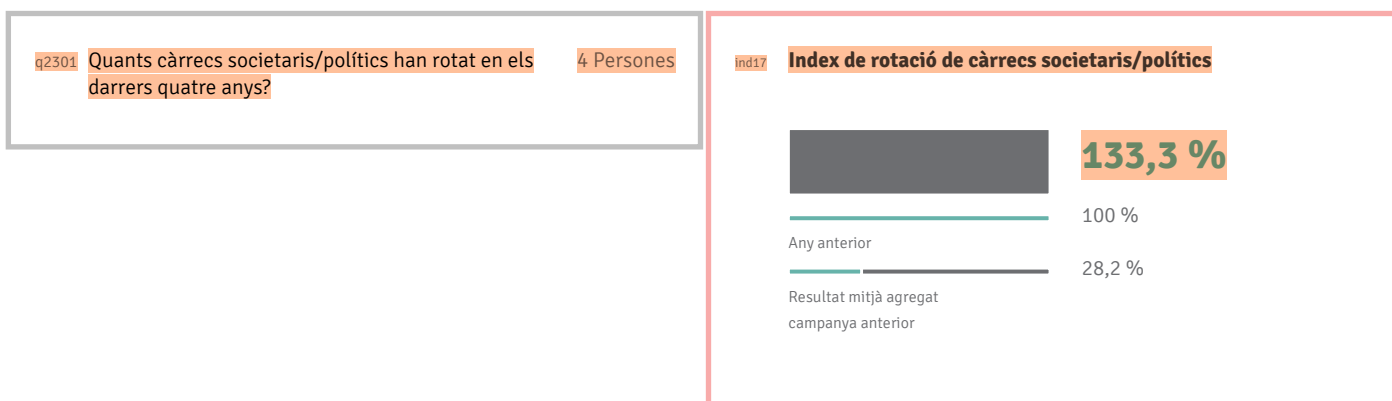 q2301 Quants càrrecs societaris/polítics han rotat en els 4 Persones
darrers quatre anys?
ind17 Index de rotació de càrrecs societaris/polítics
133,3 %
100 %
Any anterior
28,2 %
Resultat mitjà agregat
campanya anterior